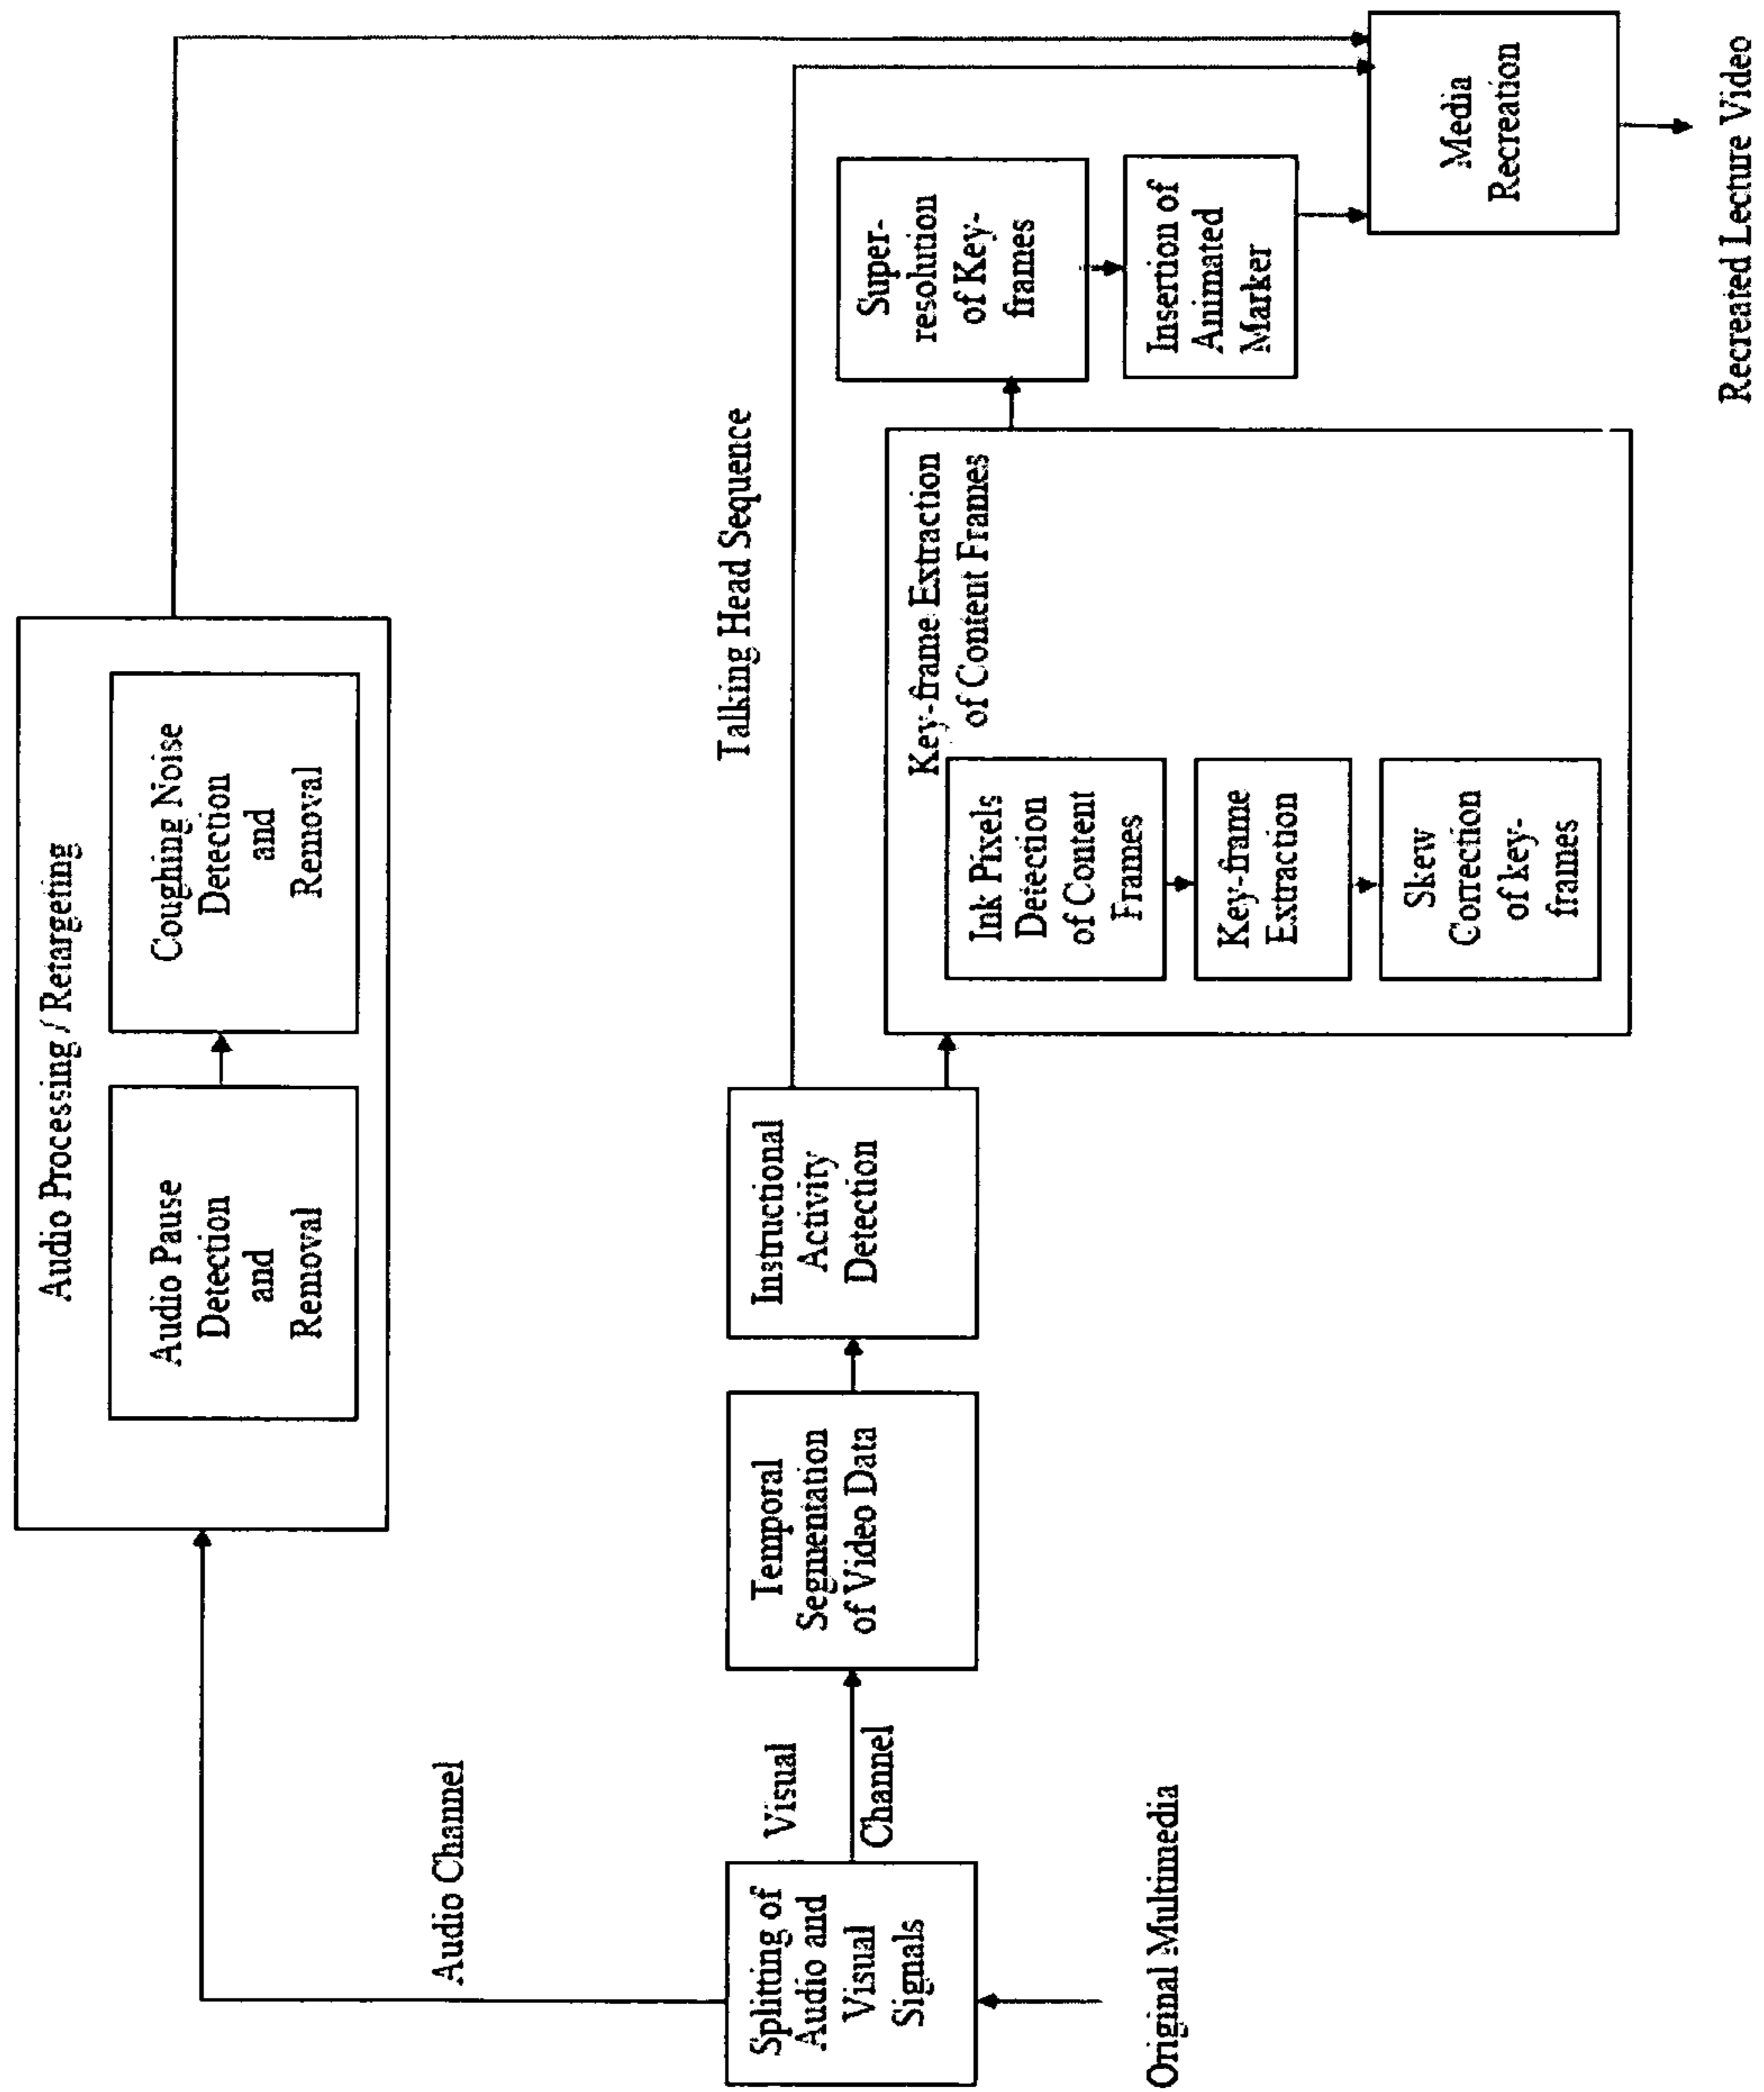 Audio Processing / Retargeting
Audio Pause
Detection
and
Removal
Coughing Noise
Detection
and
Removal
Audio Channel
Talking Head Sequence
Splitting of
Audio and
Visual
Signals
Visual
Channel
Temporal
Segmentation
of Video Data
Instructional
Activity
Detection
Key-frame Extraction
of Content Frames
Ink Pixels
Detection
of Content
Frames
Key-frame
Extraction
Skew
Correction
of key-
frames
Super-
resolution
of Key-
frames
Insertion of
Animated
Marker
Media
Recreation
Original Multimedia
Recreated Lecture Video